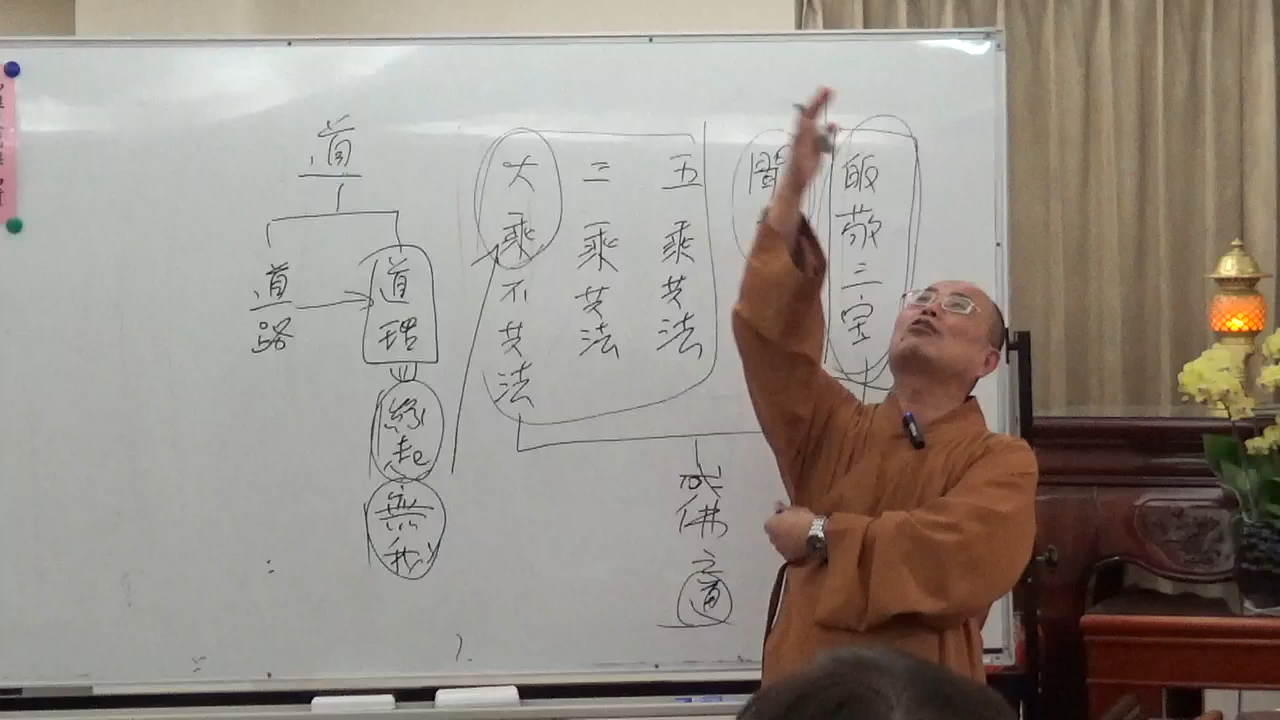 皈敬三宝
聞
五乘共法
三乘共法
大乘不共法
成佛之道
道
道理
道路
緣起
無我